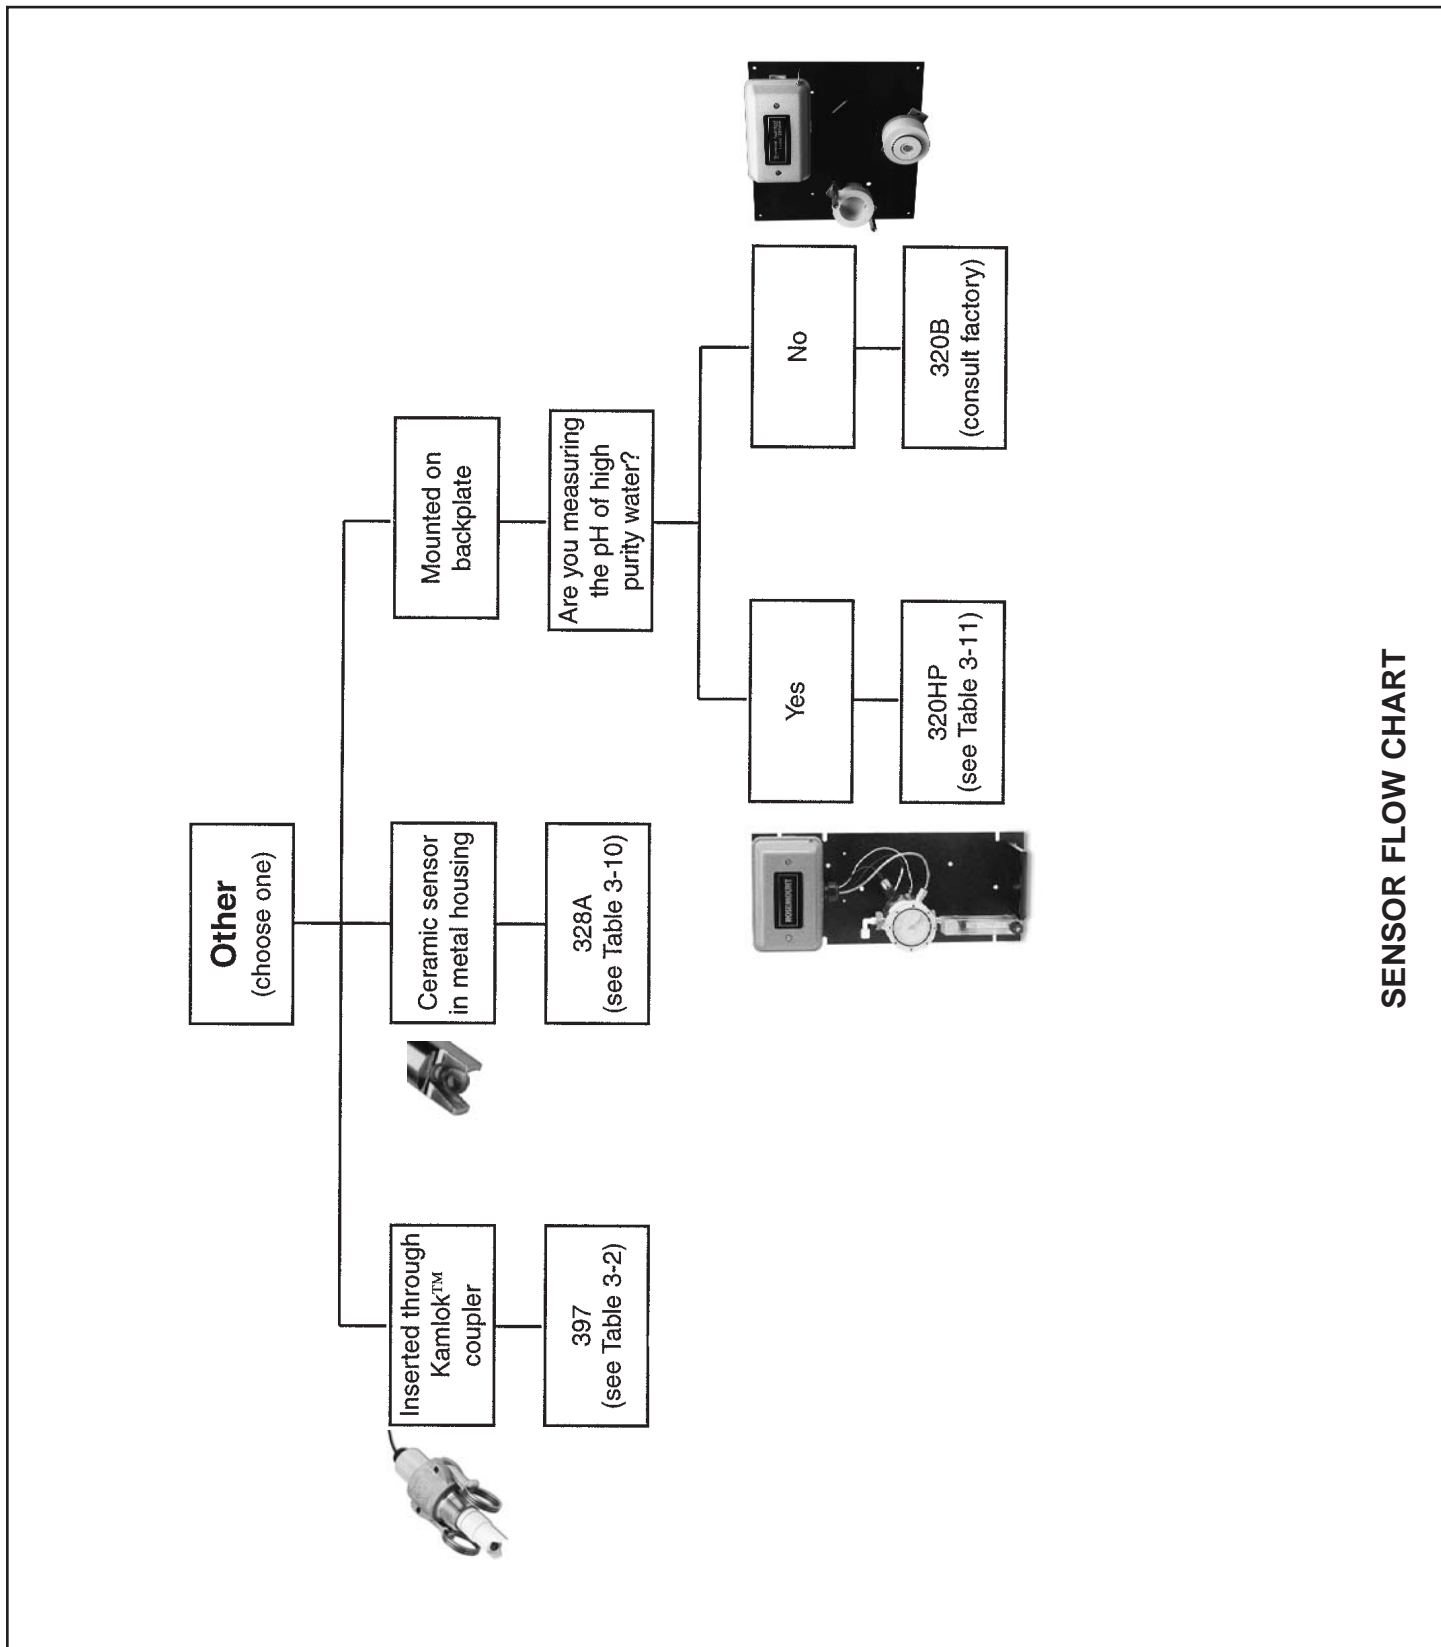 Other
(choose one)
Inserted through
Kamlok™
coupler
Ceramic sensor
in metal housing
Mounted on
backplate
397
(see Table 3-2)
328A
(see Table 3-10)
Are you measuring
the pH of high
purity water?
Yes
No
320HP
(see Table 3-11)
320B
(consult factory)
ROSEMOUNT
SENSOR FLOW CHART